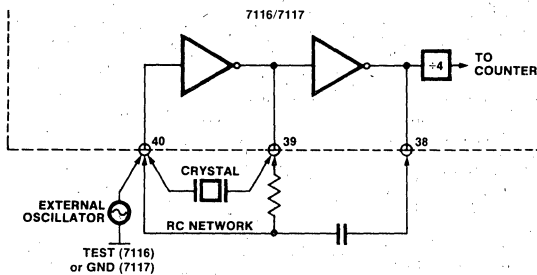 7116/7117
÷4
TO
COUNTER
40
39
38
CRYSTAL
EXTERNAL
OSCILLATOR
RC NETWORK
TEST (7116)
or GND (7117)